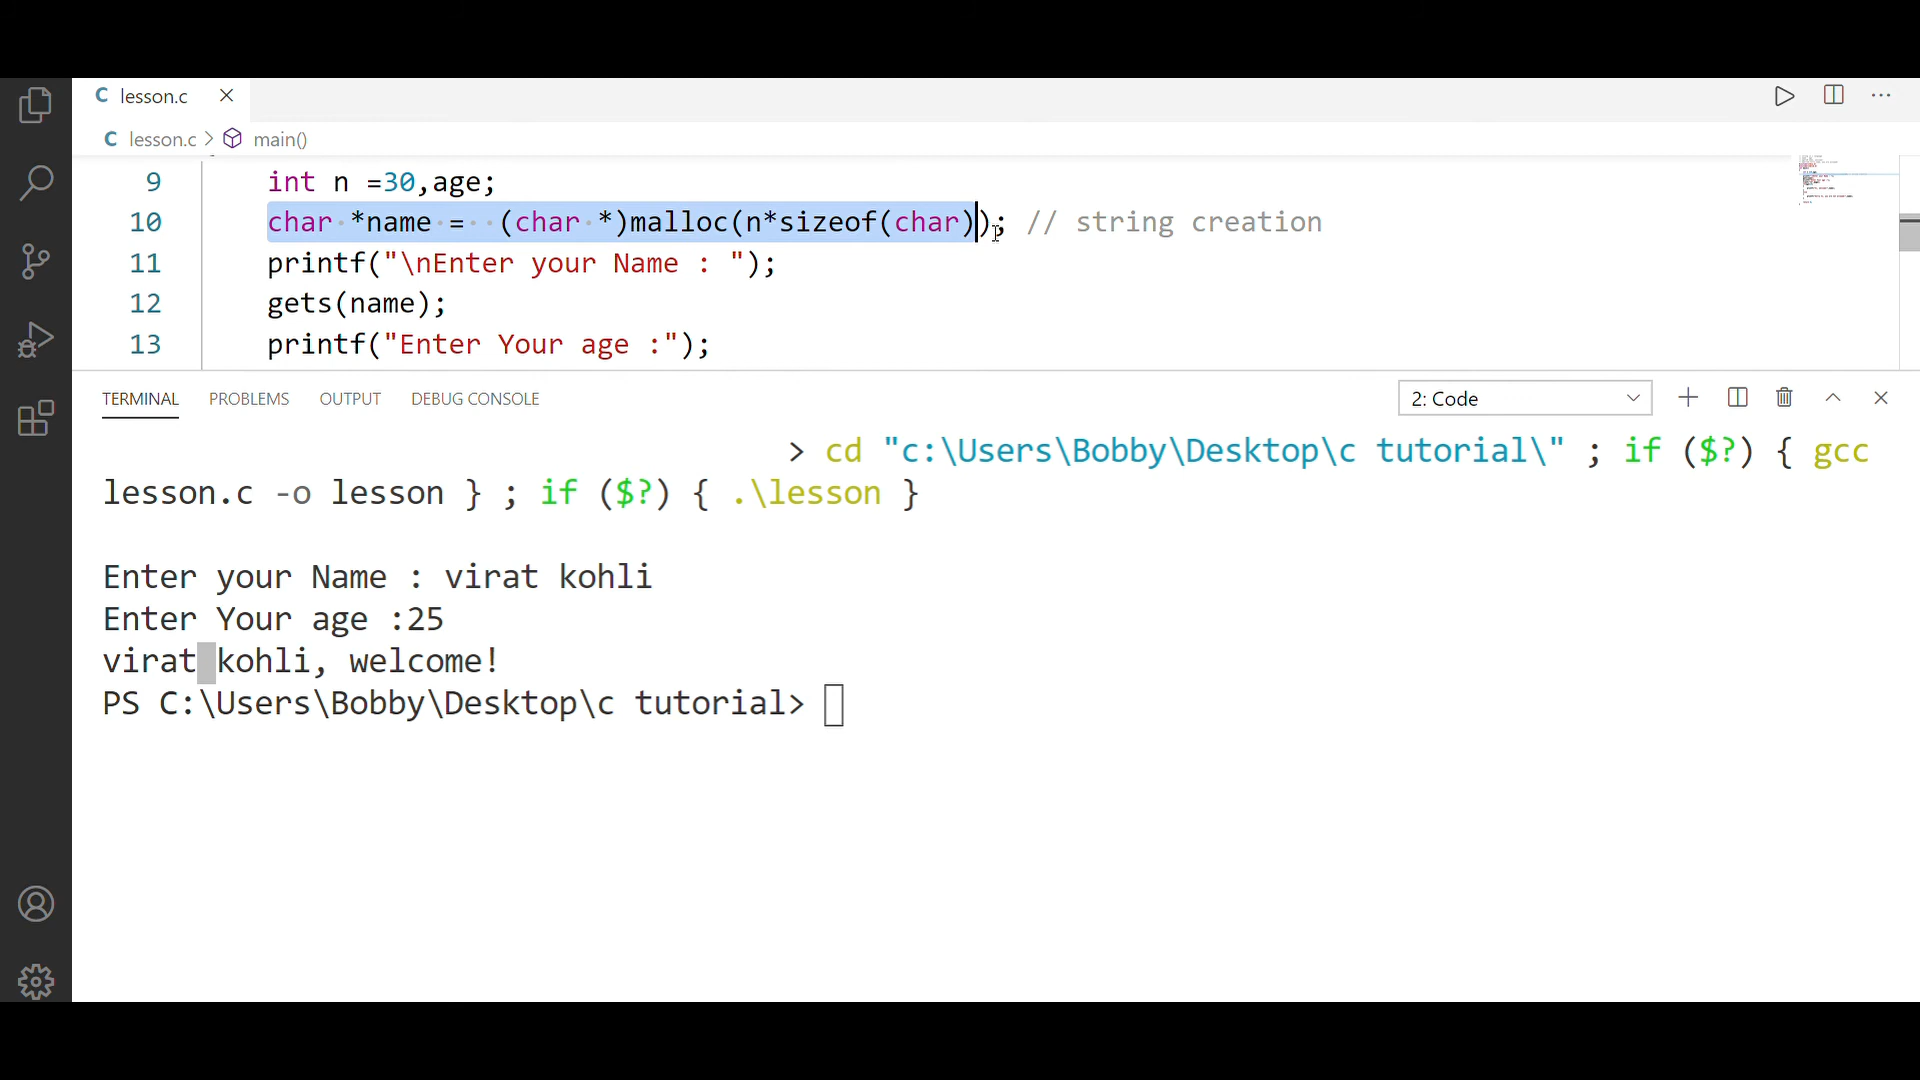 C lesson.c
C lesson.c > main()
9 int n =30,age;
10 char *name =  (char *)malloc(n*sizeof(char)); // string creation
11 printf("\nEnter your Name : ");
12 gets(name);
13 printf("Enter Your age :");
TERMINAL PROBLEMS OUTPUT DEBUG CONSOLE 2: Code
> cd "c:\Users\Bobby\Desktop\c tutorial\" ; if ($?) { gcc
lesson.c -o lesson } ; if ($?) { .\lesson }
Enter your Name : virat kohli
Enter Your age :25
virat kohli, welcome!
PS C:\Users\Bobby\Desktop\c tutorial>